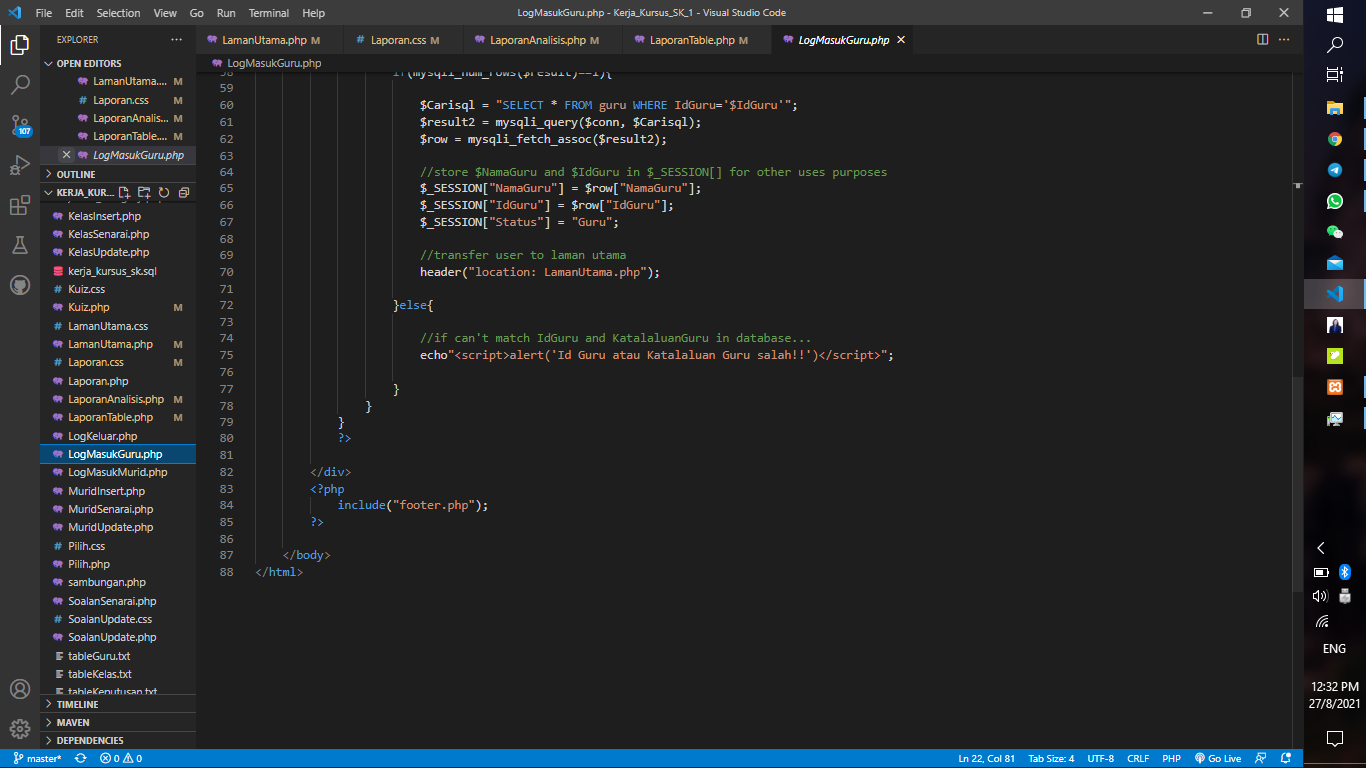 File Edit Selection View Go Run Terminal Help
LogMasukGuru.php - Kerja_Kursus_SK_1 - Visual Studio Code
EXPLORER
OPEN EDITORS
LamanUtama.... M
Laporan.css M
LaporanAnalis... M
LaporanTable.... M
LogMasukGuru.php
OUTLINE
KERJA_KUR...
KelasInsert.php
KelasSenarai.php
KelasUpdate.php
kerja_kursus_sk.sql
Kuiz.css
Kuiz.php M
LamanUtama.css
LamanUtama.php M
Laporan.css M
Laporan.php
LaporanAnalisis.php M
LaporanTable.php M
LogKeluar.php
LogMasukGuru.php
LogMasukMurid.php
MuridInsert.php
MuridSenarai.php
MuridUpdate.php
Pilih.css
Pilih.php
sambungan.php
SoalanSenarai.php
SoalanUpdate.css
SoalanUpdate.php
tableGuru.txt
tableKelas.txt
tableKeputusan.txt
TIMELINE
MAVEN
DEPENDENCIES
107
LamanUtama.php M
Laporan.css M
LaporanAnalisis.php M
LaporanTable.php M
LogMasukGuru.php
LogMasukGuru.php
58 if(mysqli_num_rows($result)==1){
59
60 $Carisql = "SELECT * FROM guru WHERE IdGuru='$IdGuru'";
61 $result2 = mysqli_query($conn, $Carisql);
62 $row = mysqli_fetch_assoc($result2);
63
64 //store $NamaGuru and $IdGuru in $_SESSION[] for other uses purposes
65 $_SESSION["NamaGuru"] = $row["NamaGuru"];
66 $_SESSION["IdGuru"] = $row["IdGuru"];
67 $_SESSION["Status"] = "Guru";
68
69 //transfer user to laman utama
70 header("location: LamanUtama.php");
71
72 }else{
73
74 //if can't match IdGuru and KatalaluanGuru in database...
75 echo"<script>alert('Id Guru atau Katalaluan Guru salah!!')</script>";
76
77 }
78 }
79 }
80 ?>
81
82 </div>
83 <?php
84 include("footer.php");
85 ?>
86
87 </body>
88 </html>
master* 0 0
Ln 22, Col 81 Tab Size: 4 UTF-8 CRLF PHP Go Live
ENG
12:32 PM
27/8/2021